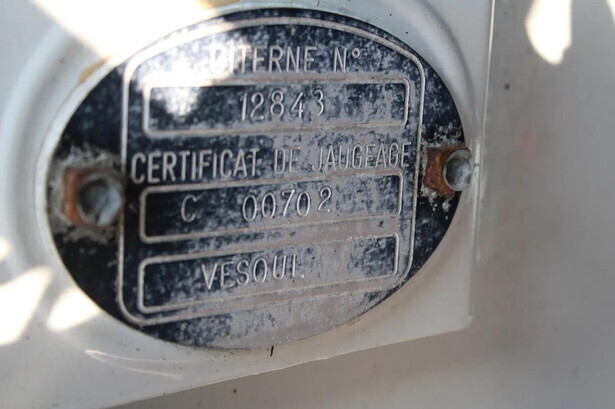 CITERNE N°
12843
CERTIFICAT DE JAUGEAGE
C 00702
VESOUL